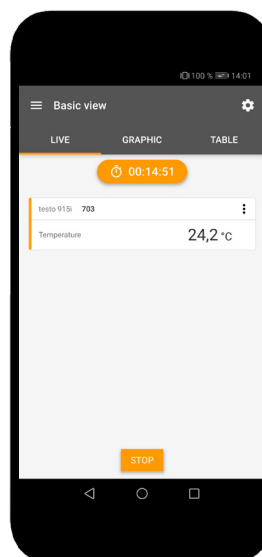 100 % 14:01
Basic view
LIVE GRAPHIC TABLE
00:14:51
testo 915i 703
Temperature 24,2 °C
STOP